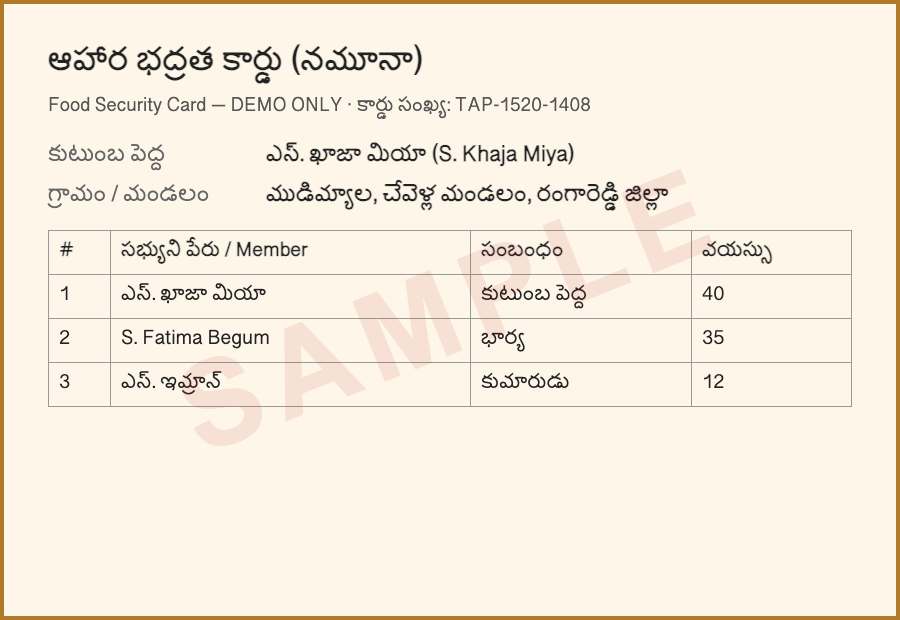 ఆహార భద్రత కార్డు (నమూనా)
Food Security Card — DEMO ONLY · కార్డు సంఖ్య: TAP-1520-1408
కుటుంబ పెద్ద ఎస్. ఖాజా మియా (S. Khaja Miya)
గ్రామం / మండలం ముడిమ్యాల, చేవెళ్ల మండలం, రంగారెడ్డి జిల్లా
# సభ్యుని పేరు / Member సంబంధం వయస్సు
1 ఎస్. ఖాజా మియా కుటుంబ పెద్ద 40
2 S. Fatima Begum భార్య 35
3 ఎస్. ఇమ్రాన్ కుమారుడు 12
SAMPLE